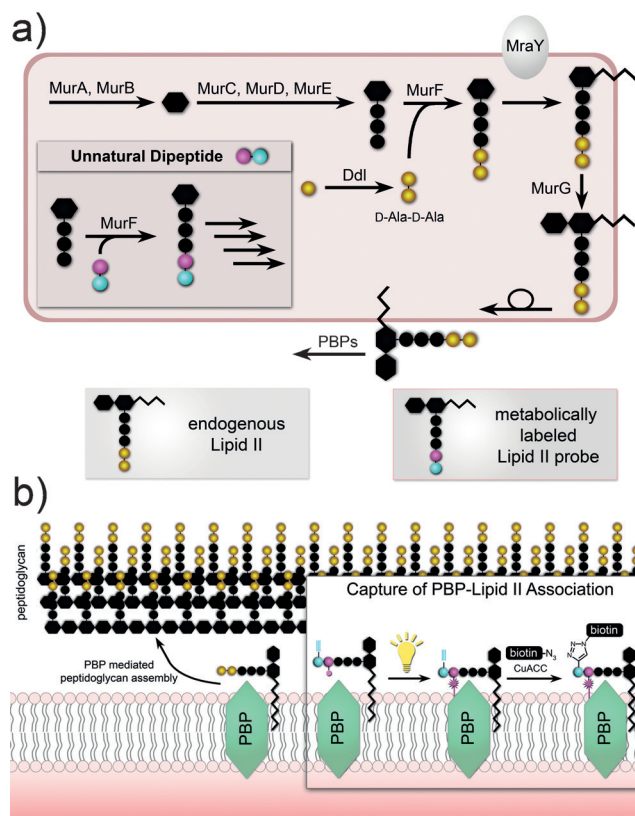 a)
MraY
MurA, MurB
MurC, MurD, MurE
MurF
Unnatural Dipeptide
MurF
Ddl
D-Ala-D-Ala
MurG
PBPs
endogenous
Lipid II
metabolically
labeled
Lipid II probe
b)
peptidoglycan
Capture of PBP-Lipid II Association
PBP mediated
peptidoglycan assembly
biotin-N3
CuACC
biotin
N
N
N
PBP
PBP
PBP
PBP